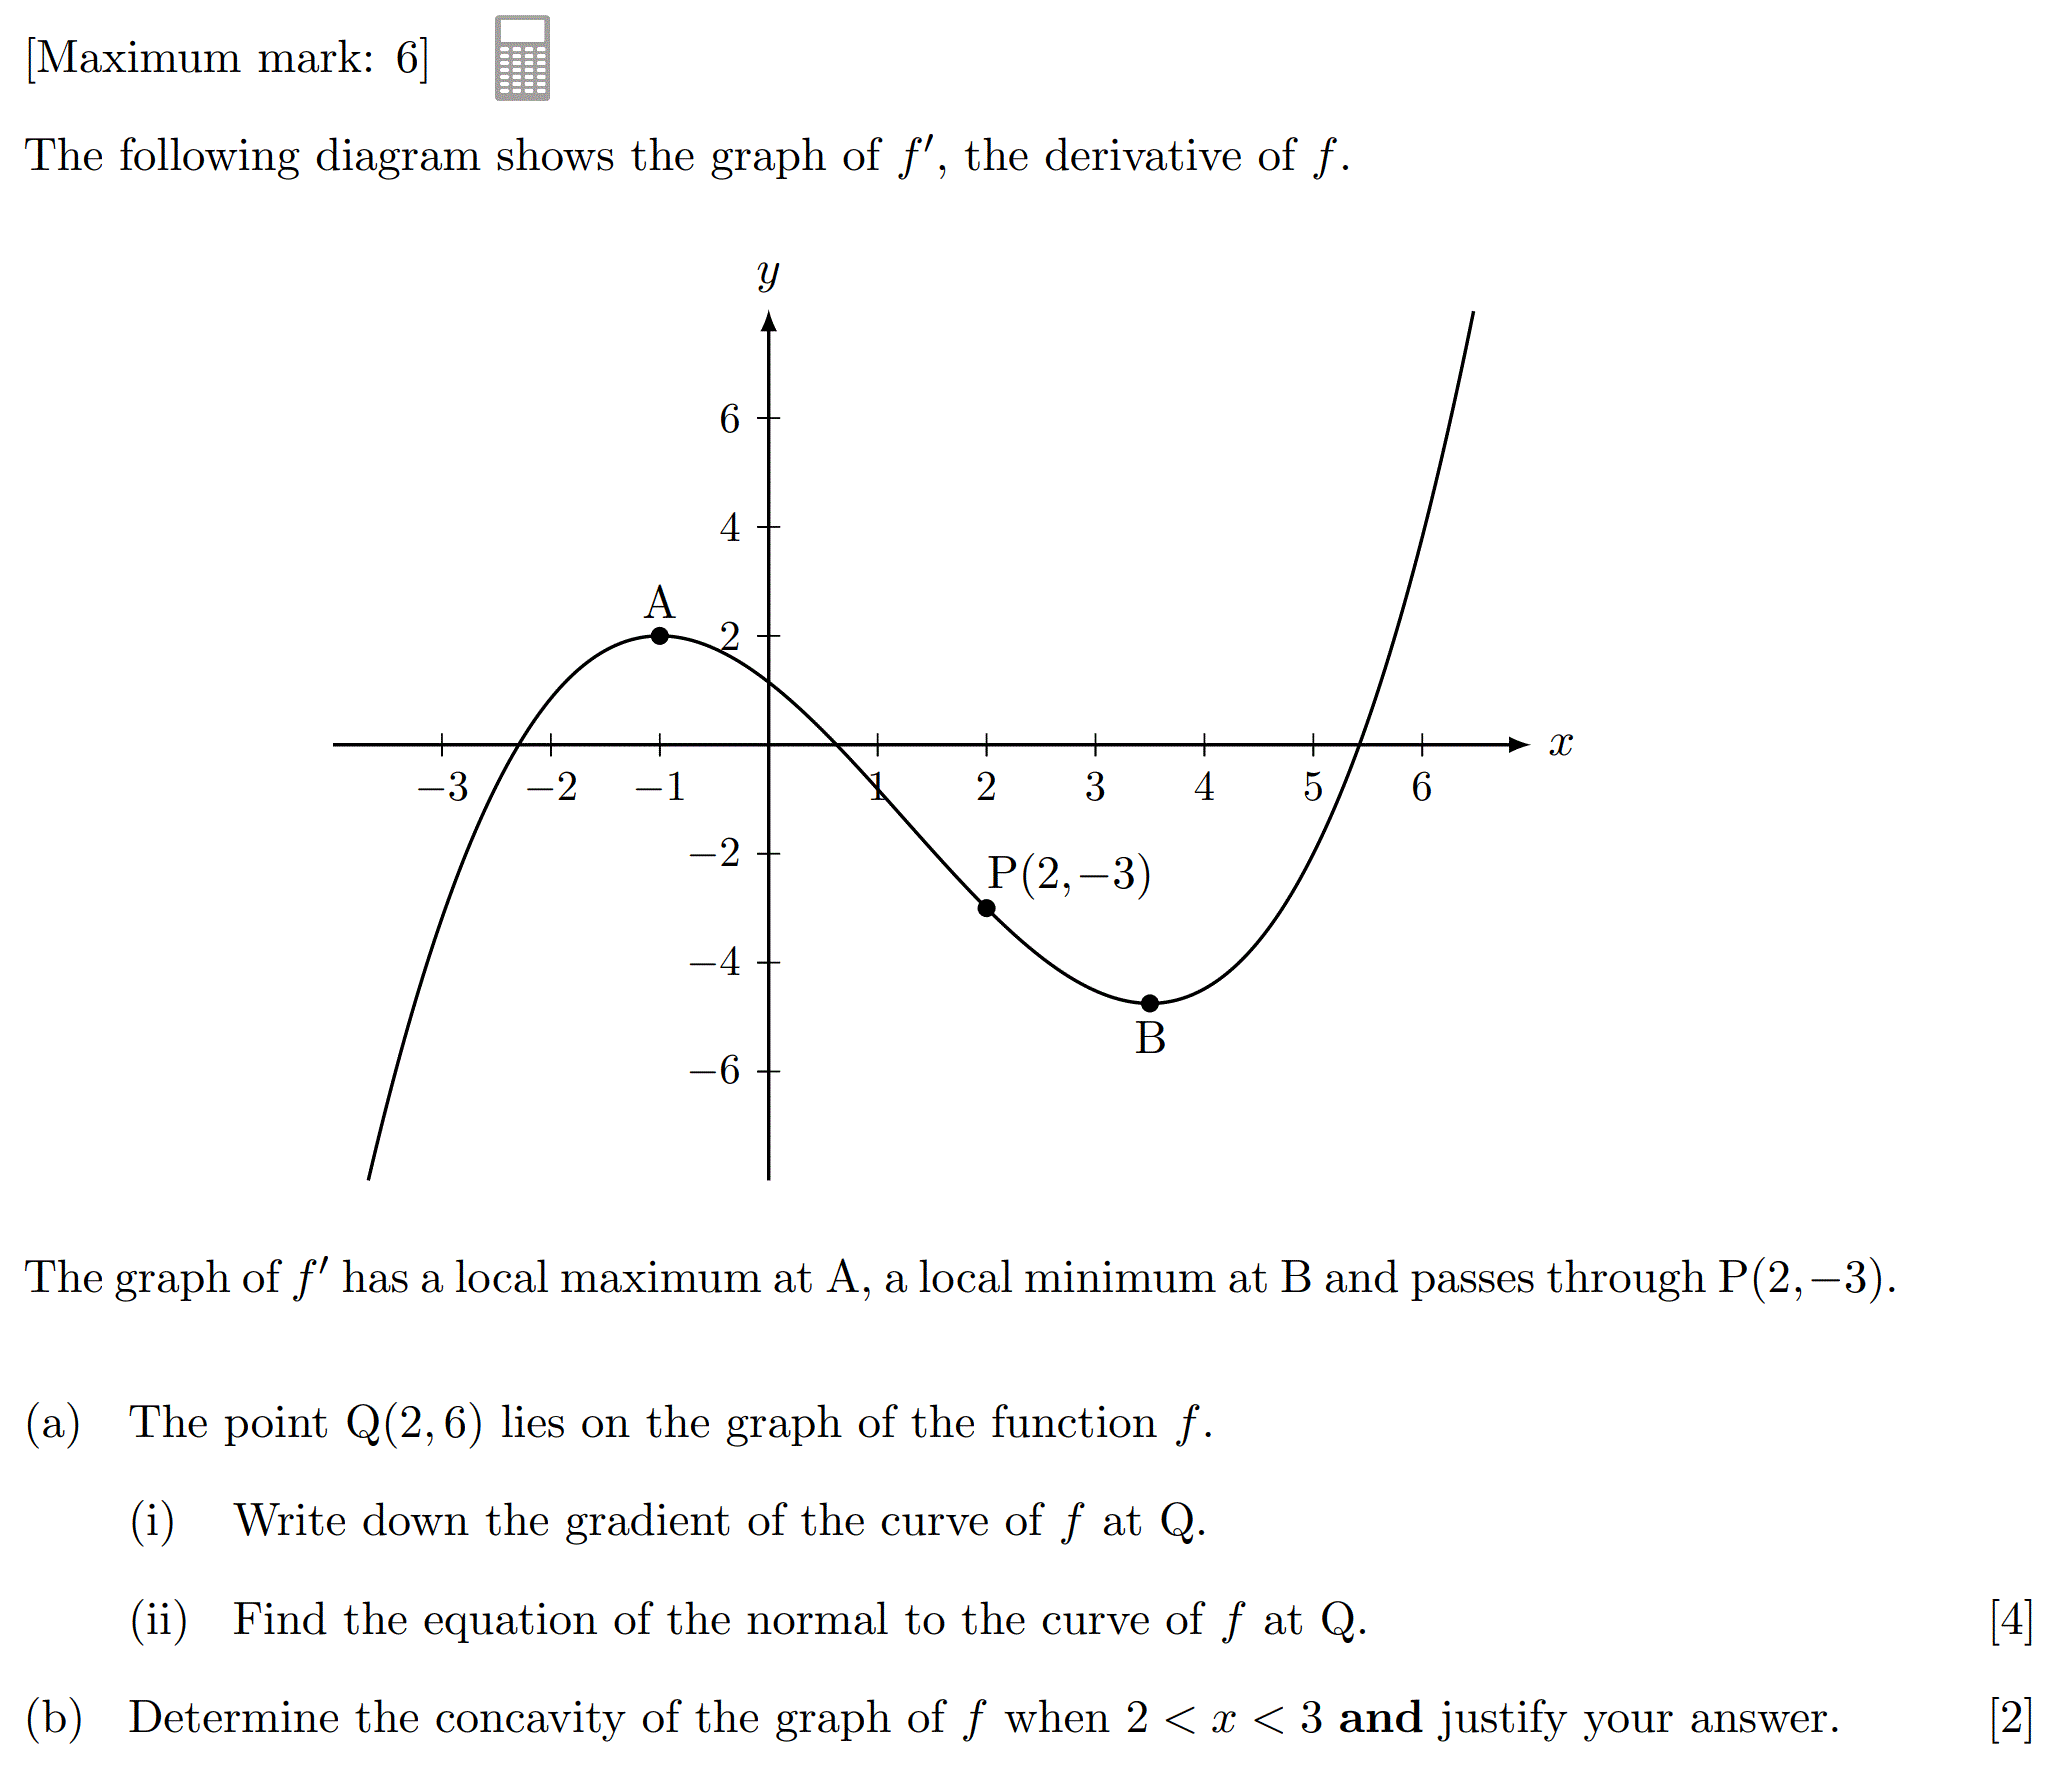 [Maximum mark: 6]
The following diagram shows the graph of f′, the derivative of f.
y
6
4
A
2
x
−3 −2 −1 1 2 3 4 5 6
−2
P(2,−3)
−4
B
−6
The graph of f′ has a local maximum at A, a local minimum at B and passes through P(2,−3).
(a) The point Q(2, 6) lies on the graph of the function f.
(i) Write down the gradient of the curve of f at Q.
(ii) Find the equation of the normal to the curve of f at Q. [4]
(b) Determine the concavity of the graph of f when 2 < x < 3 and justify your answer. [2]